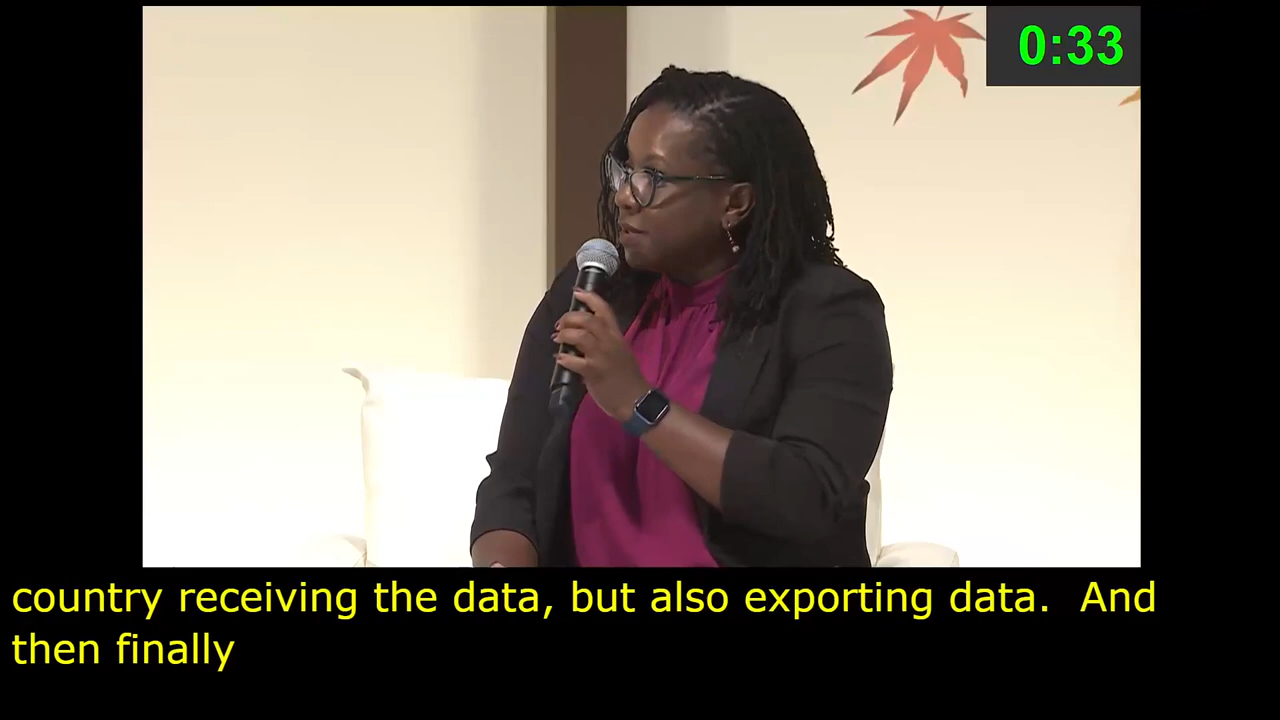 0:33
country receiving the data, but also exporting data.  And
then finally